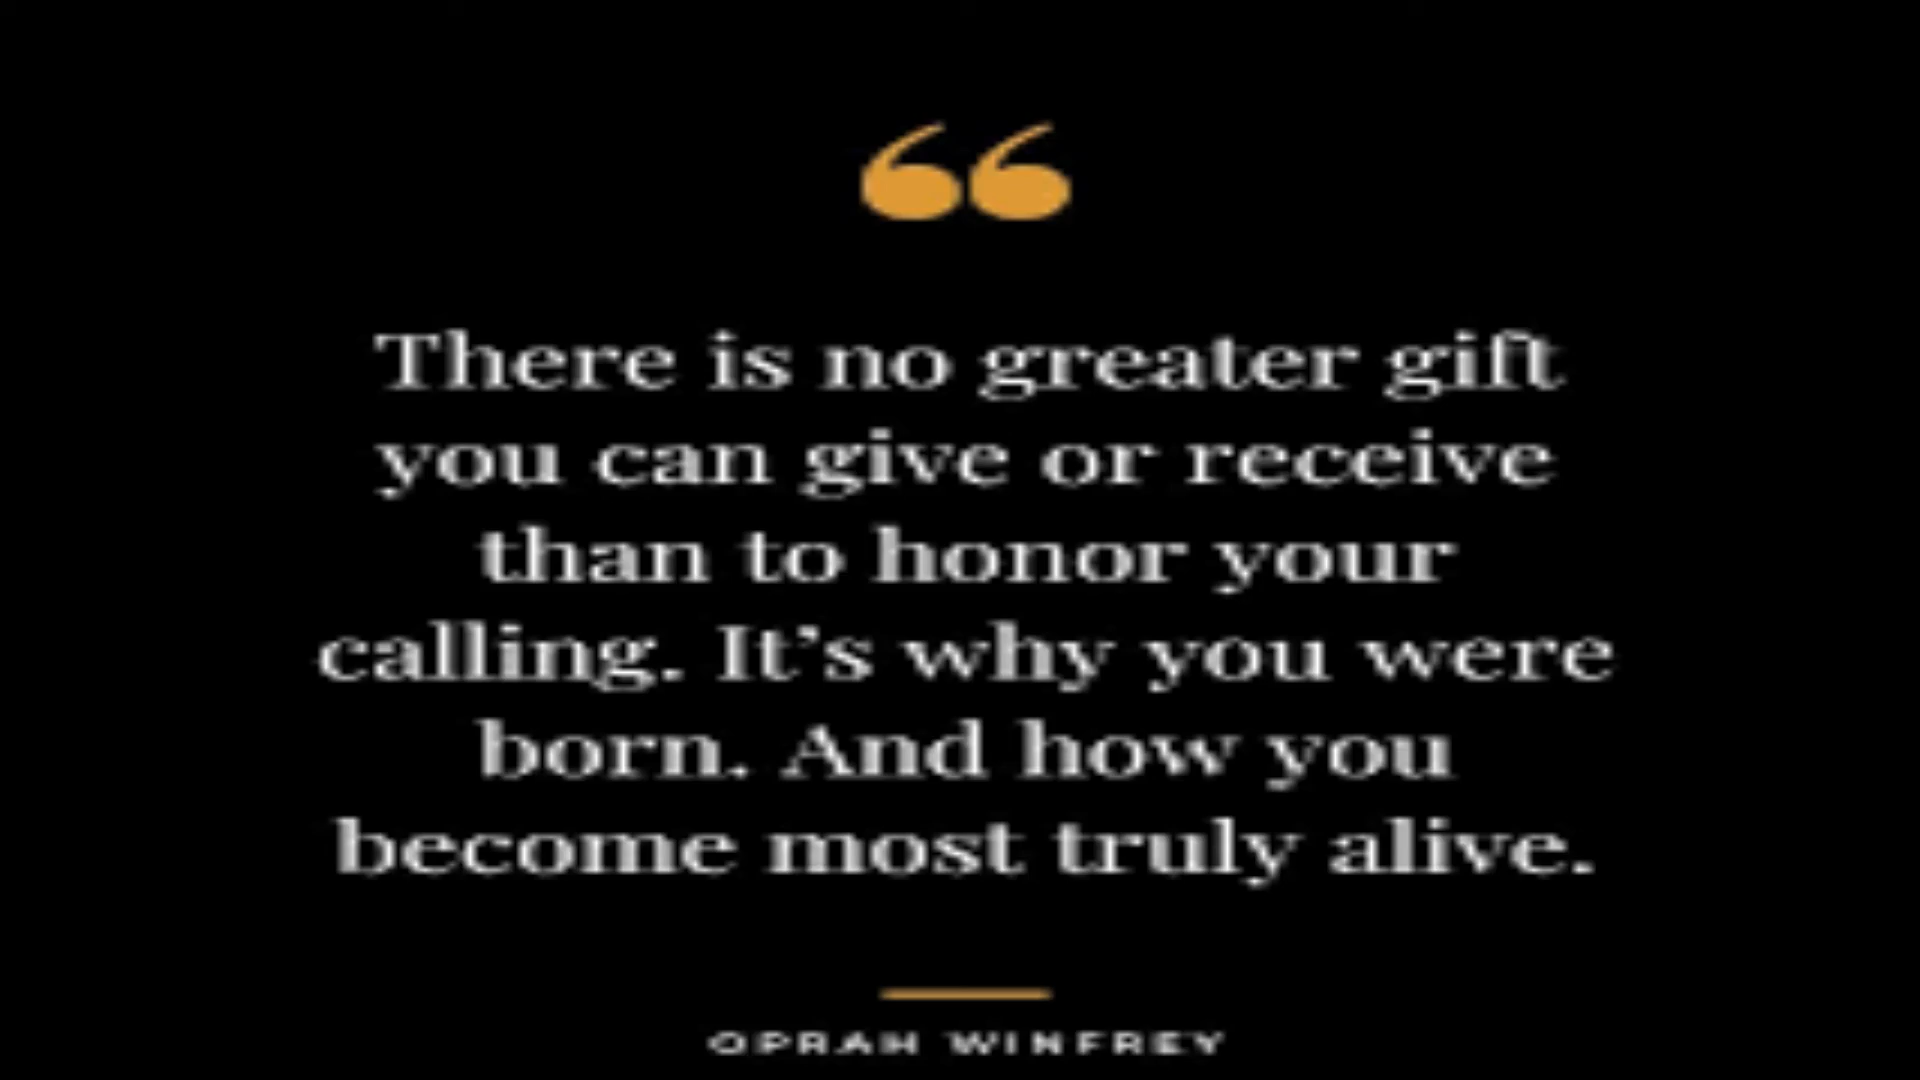 “
There is no greater gift
you can give or receive
than to honor your
calling. It’s why you were
born. And how you
become most truly alive.
OPRAH WINFREY